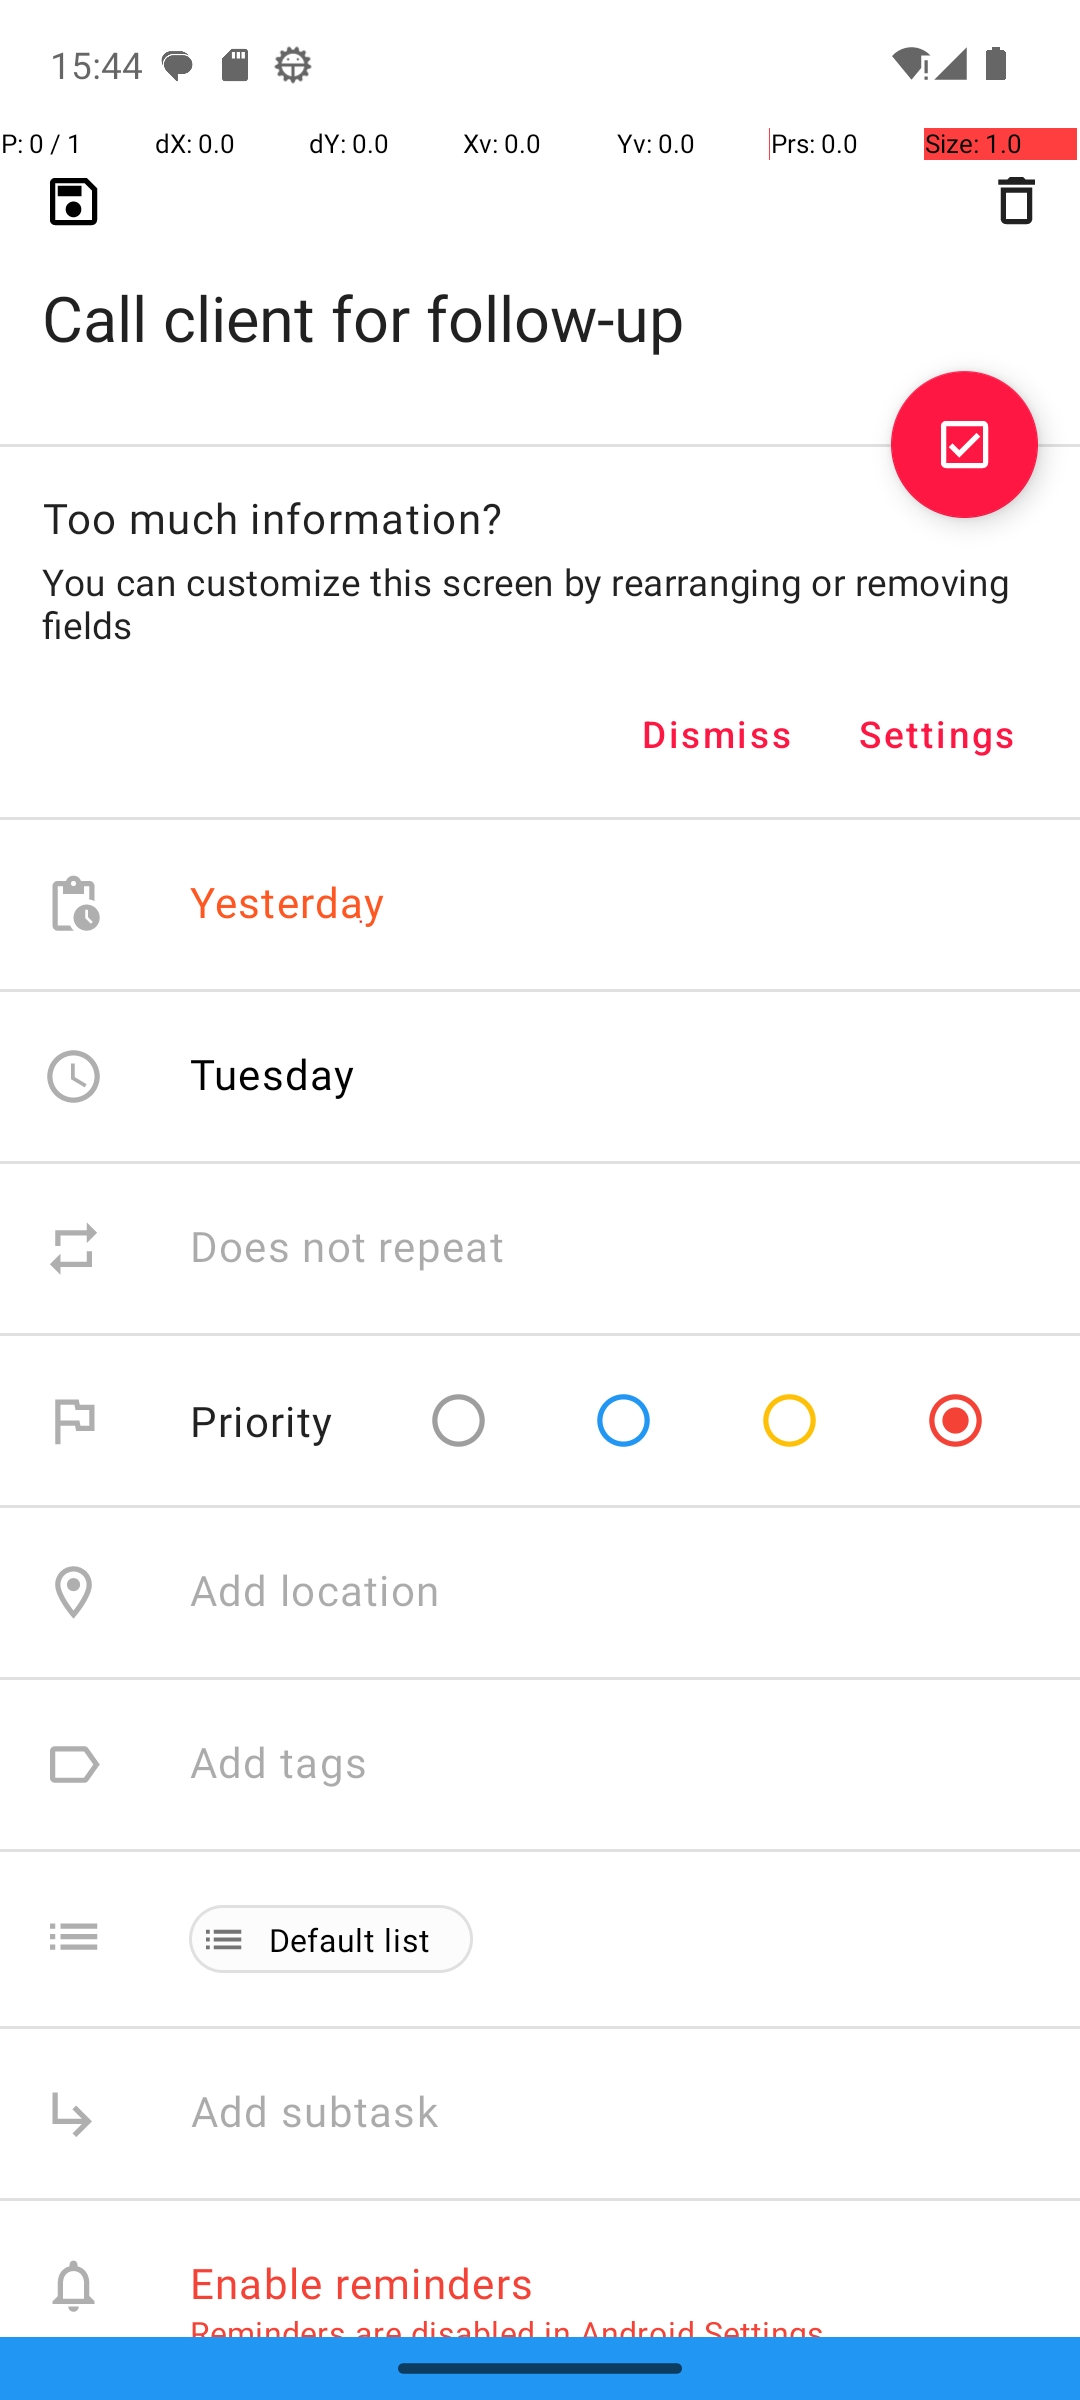 15:44
P: 0 / 1 dX: 0.0 dY: 0.0 Xv: 0.0 Yv: 0.0 Prs: 0.0 Size: 1.0
Call client for follow-up
Too much information?
You can customize this screen by rearranging or removing
fields
Dismiss Settings
Yesterday
Tuesday
Does not repeat
Priority
Add location
Add tags
Default list
Add subtask
Enable reminders
Reminders are disabled in Android Settings